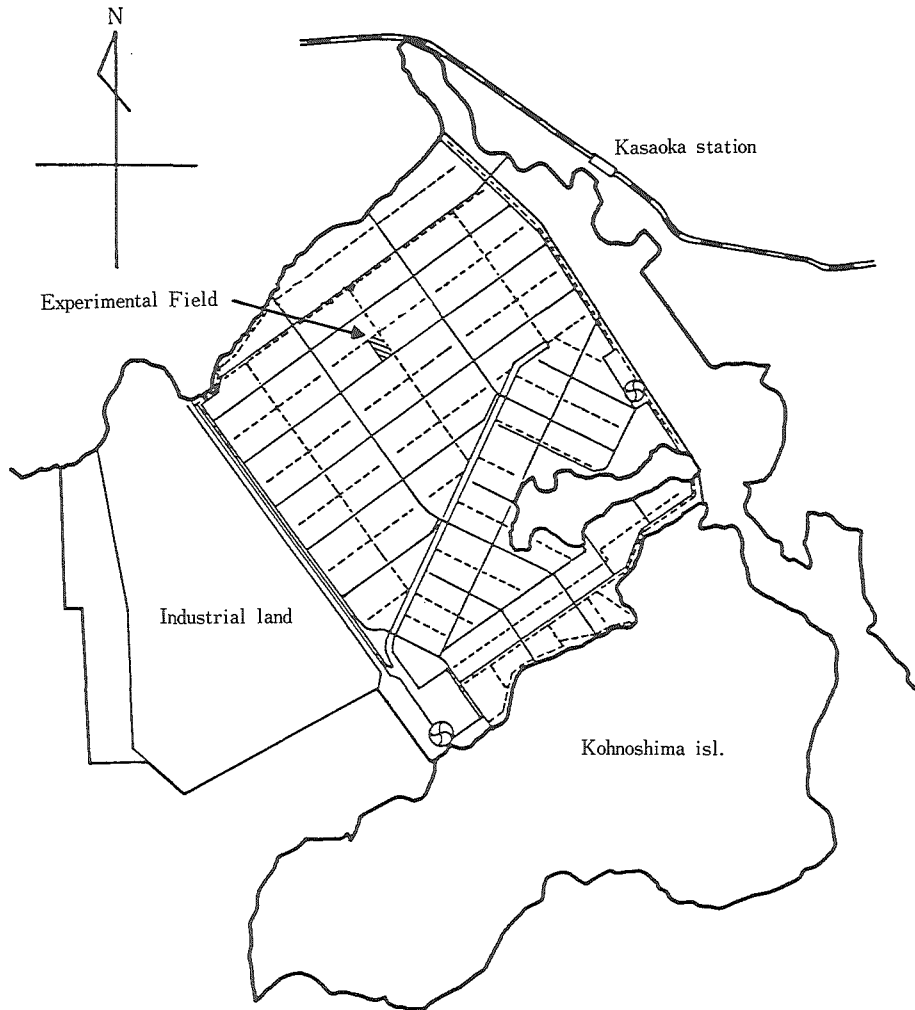 N
Kasaoka station
Experimental Field
Industrial land
Kohnoshima isl.